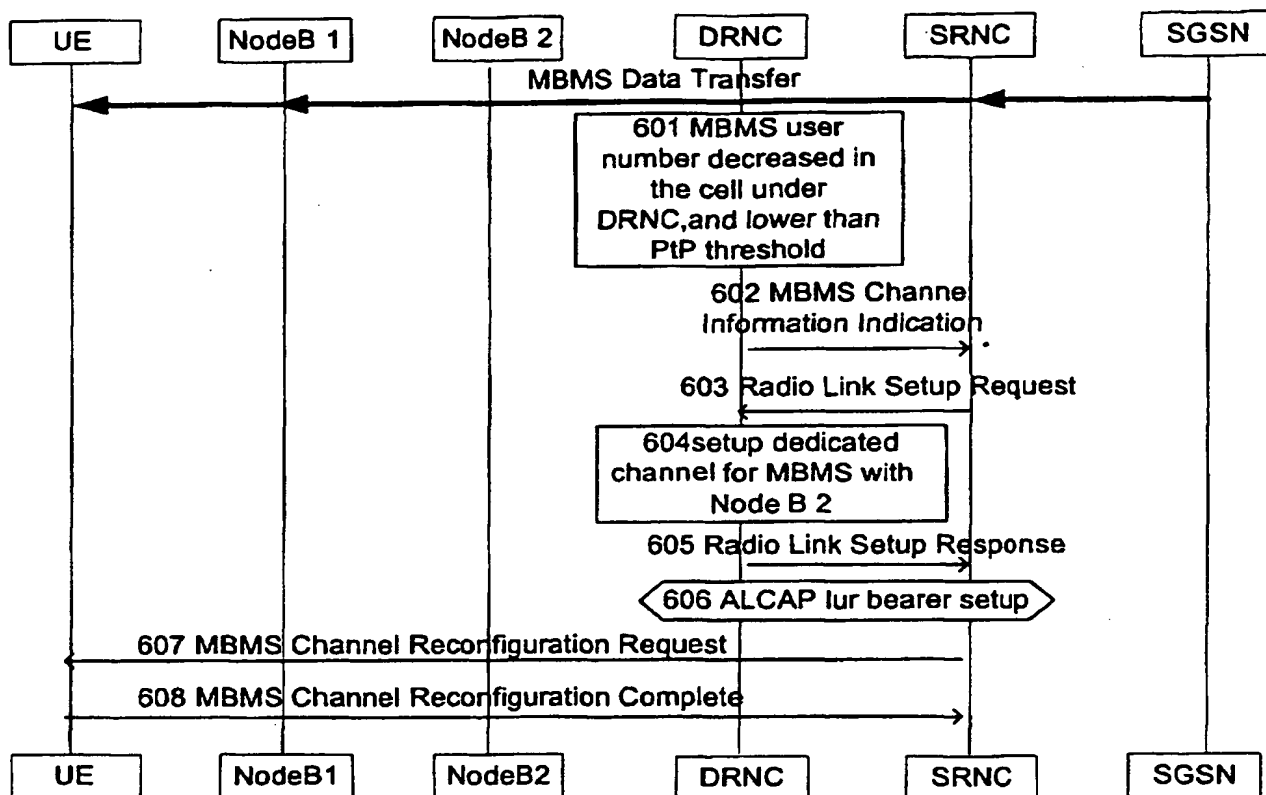 UE
NodeB 1
NodeB 2
DRNC
SRNC
SGSN
MBMS Data Transfer
601 MBMS user
number decreased in
the cell under
DRNC,and lower than
PtP threshold
602 MBMS Channel
Information Indication
603 Radio Link Setup Request
604setup dedicated
channel for MBMS with
Node B 2
605 Radio Link Setup Response
606 ALCAP Iur bearer setup
607 MBMS Channel Reconfiguration Request
608 MBMS Channel Reconfiguration Complete
UE
NodeB1
NodeB2
DRNC
SRNC
SGSN